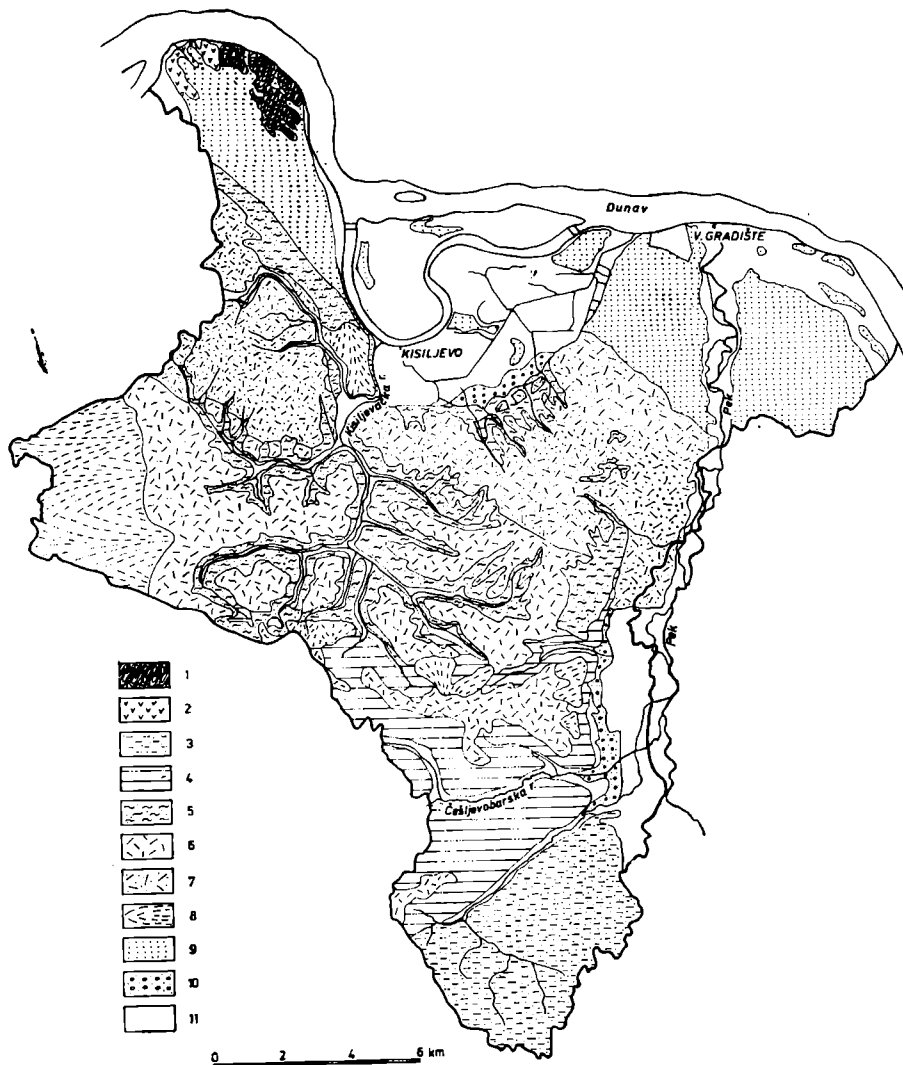 Dunav
V. GRADIŠTE
KISILJEVO
Kisiljevačka r.
Pek
Pek
Češljevobarska r.
1
2
3
4
5
6
7
8
9
10
11
0 2 4 6 km